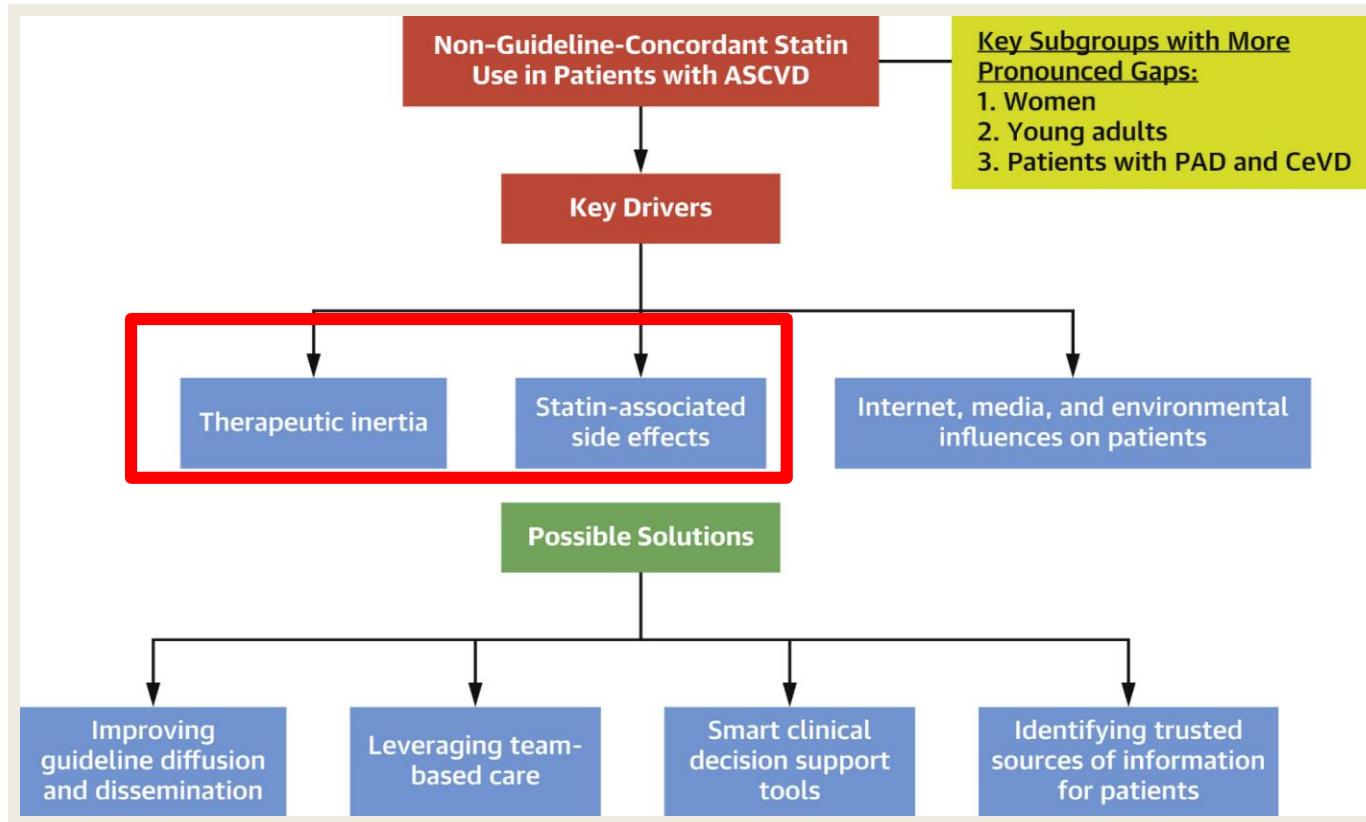 Non-Guideline-Concordant Statin
Use in Patients with ASCVD
Key Subgroups with More
Pronounced Gaps:
1. Women
2. Young adults
3. Patients with PAD and CeVD
Key Drivers
Therapeutic inertia
Statin-associated
side effects
Internet, media, and environmental
influences on patients
Possible Solutions
Improving
guideline diffusion
and dissemination
Leveraging team-
based care
Smart clinical
decision support
tools
Identifying trusted
sources of information
for patients